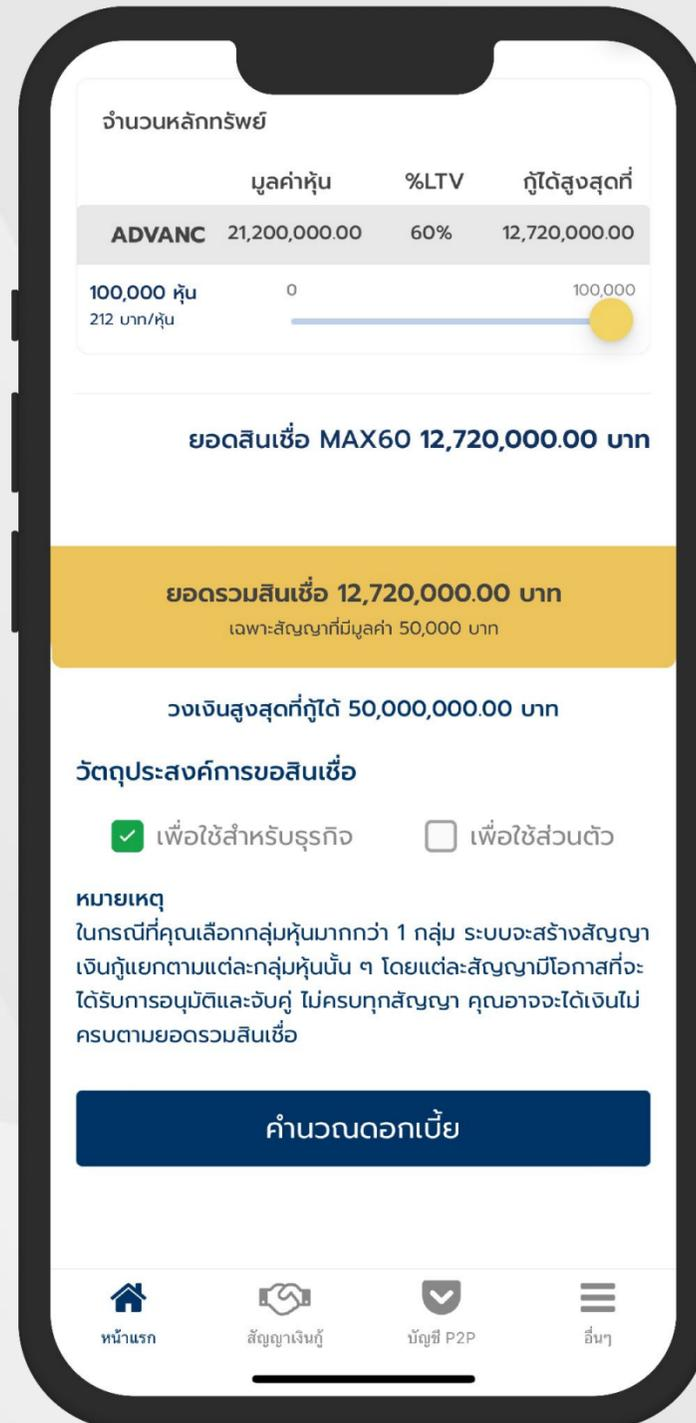 จำนวนหลักทรัพย์
มูลค่าหุ้น %LTV กู้ได้สูงสุดที่
ADVANC 21,200,000.00 60% 12,720,000.00
100,000 หุ้น 0 100,000
212 บาท/หุ้น
ยอดสินเชื่อ MAX60 12,720,000.00 บาท
ยอดรวมสินเชื่อ 12,720,000.00 บาท
เฉพาะสัญญาที่มีมูลค่า 50,000 บาท
วงเงินสูงสุดที่กู้ได้ 50,000,000.00 บาท
วัตถุประสงค์การขอสินเชื่อ
เพื่อใช้สำหรับธุรกิจ เพื่อใช้ส่วนตัว
หมายเหตุ
ในกรณีที่คุณเลือกกลุ่มหุ้นมากกว่า 1 กลุ่ม ระบบจะสร้างสัญญา
เงินกู้แยกตามแต่ละกลุ่มหุ้นนั้น ๆ โดยแต่ละสัญญามีโอกาสที่จะ
ได้รับการอนุมัติและจับคู่ ไม่ครบทุกสัญญา คุณอาจจะได้เงินไม่
ครบตามยอดรวมสินเชื่อ
คำนวณดอกเบี้ย
หน้าแรก สัญญาเงินกู้ บัญชี P2P อื่นๆ